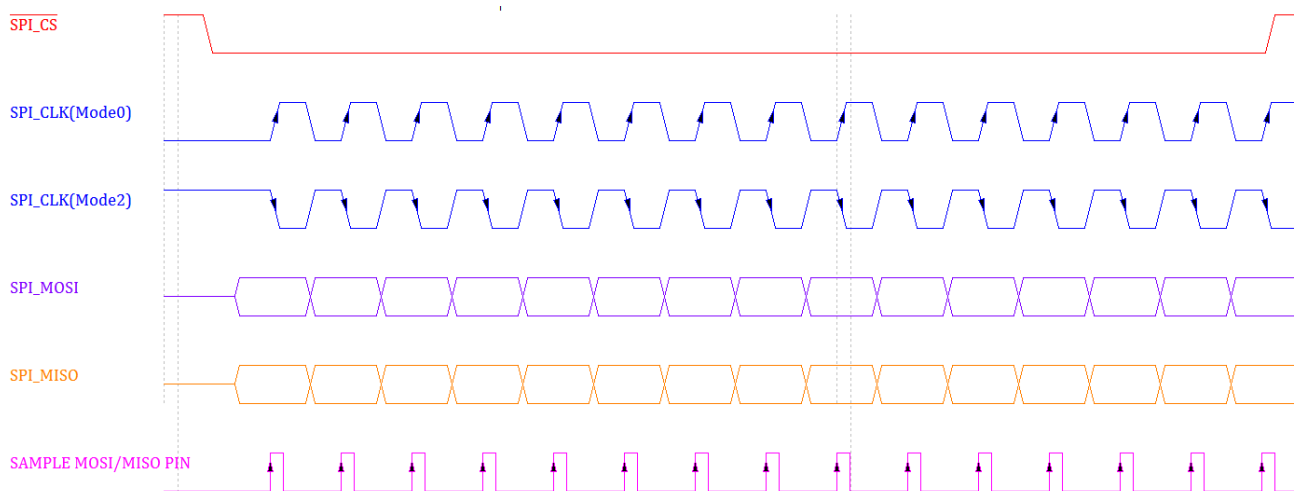 SPI_CS
SPI_CLK(Mode0)
SPI_CLK(Mode2)
SPI_MOSI
SPI_MISO
SAMPLE MOSI/MISO PIN